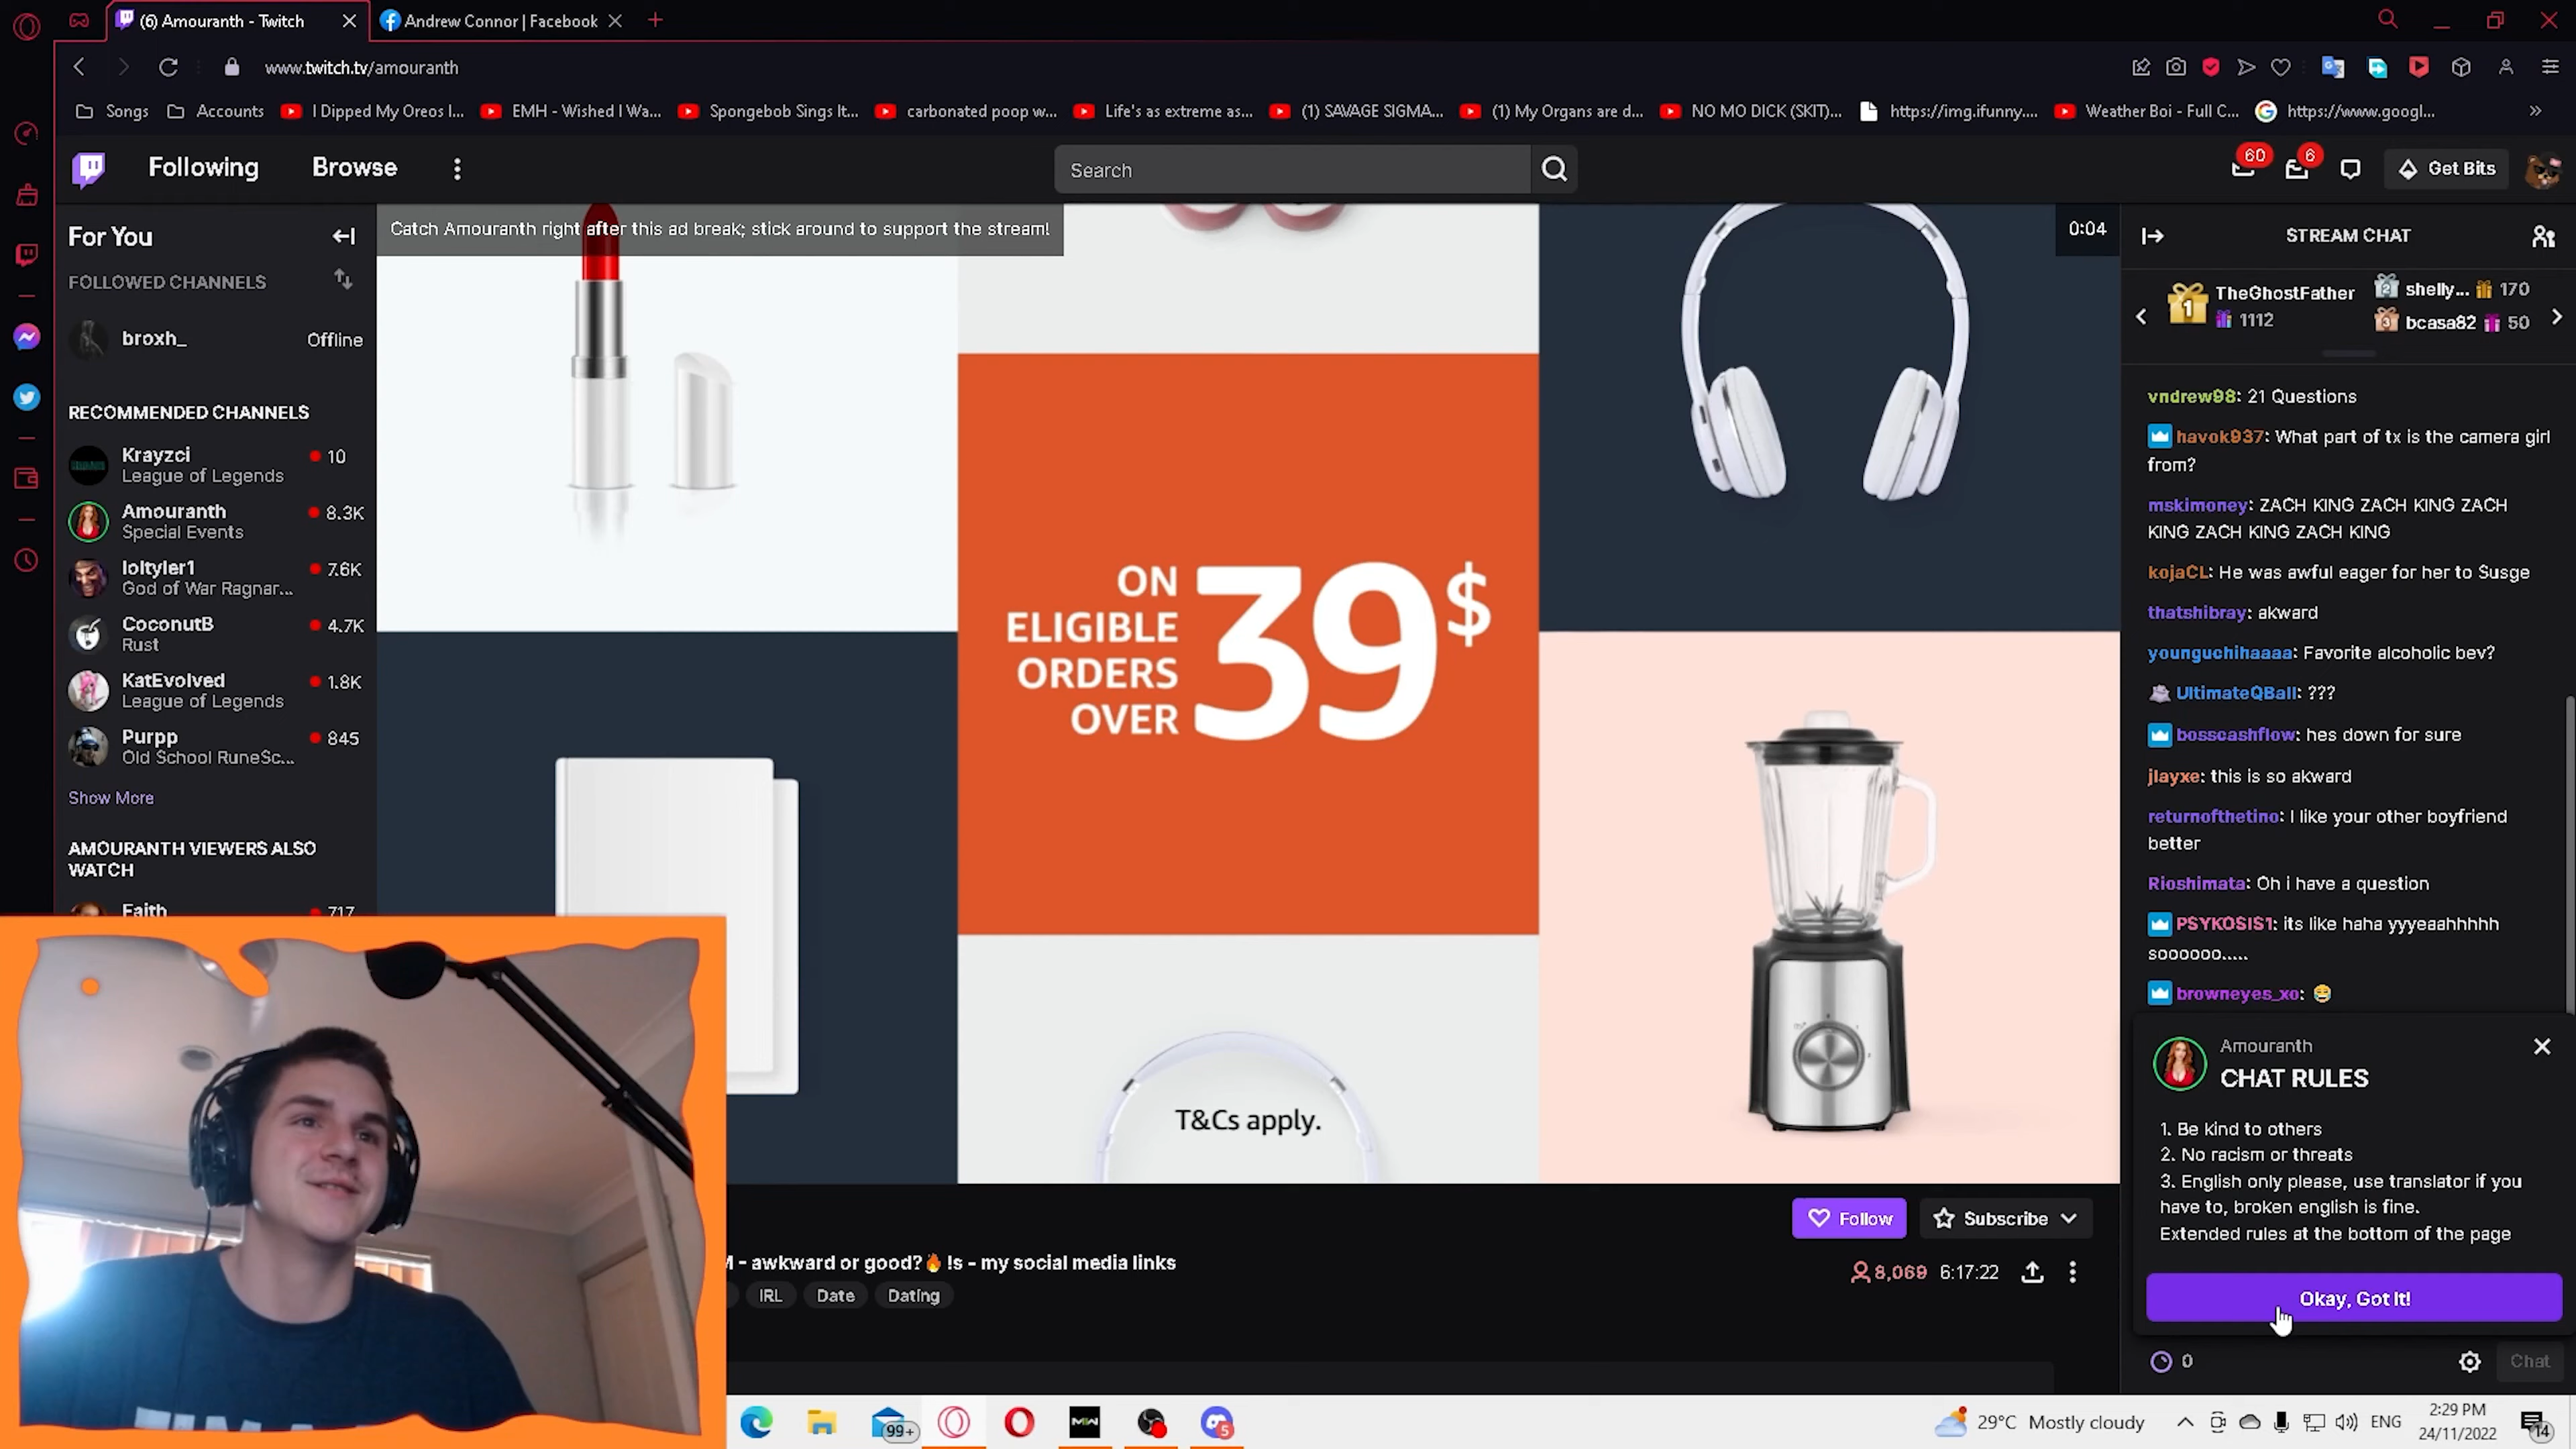 (6) Amouranth - Twitch
Andrew Connor | Facebook
www.twitch.tv/amouranth
Songs
Accounts
I Dipped My Oreos I...
EMH - Wished I Wa...
Spongebob Sings It...
carbonated poop w...
Life's as extreme as...
(1) SAVAGE SIGMA...
(1) My Organs are d...
NO MO DICK (SKIT)...
https://img.ifunny....
Weather Boi - Full C...
https://www.googl...
Following
Browse
Search
60
6
Get Bits
For You
FOLLOWED CHANNELS
broxh_ Offline
RECOMMENDED CHANNELS
Krayzci 10
League of Legends
Amouranth 8.3K
Special Events
loltyler1 7.6K
God of War Ragnar...
CoconutB 4.7K
Rust
KatEvolved 1.8K
League of Legends
Purpp 845
Old School RuneSc...
Show More
AMOURANTH VIEWERS ALSO
WATCH
Faith 717
Catch Amouranth right after this ad break; stick around to support the stream!
0:04
ON
ELIGIBLE
ORDERS
OVER
39$
T&Cs apply.
- awkward or good?🔥 !s - my social media links
IRL
Date
Dating
Follow
Subscribe
8,069 6:17:22
STREAM CHAT
1
TheGhostFather
1112
2 shelly... 170
3 bcasa82 50
vndrew98: 21 Questions
havok937: What part of tx is the camera girl
from?
mskimoney: ZACH KING ZACH KING ZACH
KING ZACH KING ZACH KING
kojaCL: He was awful eager for her to Susge
thatshibray: akward
younguchihaaaa: Favorite alcoholic bev?
UltimateQBall: ???
bosscashflow: hes down for sure
jlayxe: this is so akward
returnofthetino: I like your other boyfriend
better
Rioshimata: Oh i have a question
PSYKOSIS1: its like haha yyyeaahhhhh
soooooo.....
browneyes_xo: 😂
Amouranth
CHAT RULES
1. Be kind to others
2. No racism or threats
3. English only please, use translator if you
have to, broken english is fine.
Extended rules at the bottom of the page
Okay, Got It!
0
Chat
99+
MW
5
29°C Mostly cloudy
ENG
2:29 PM
24/11/2022
14